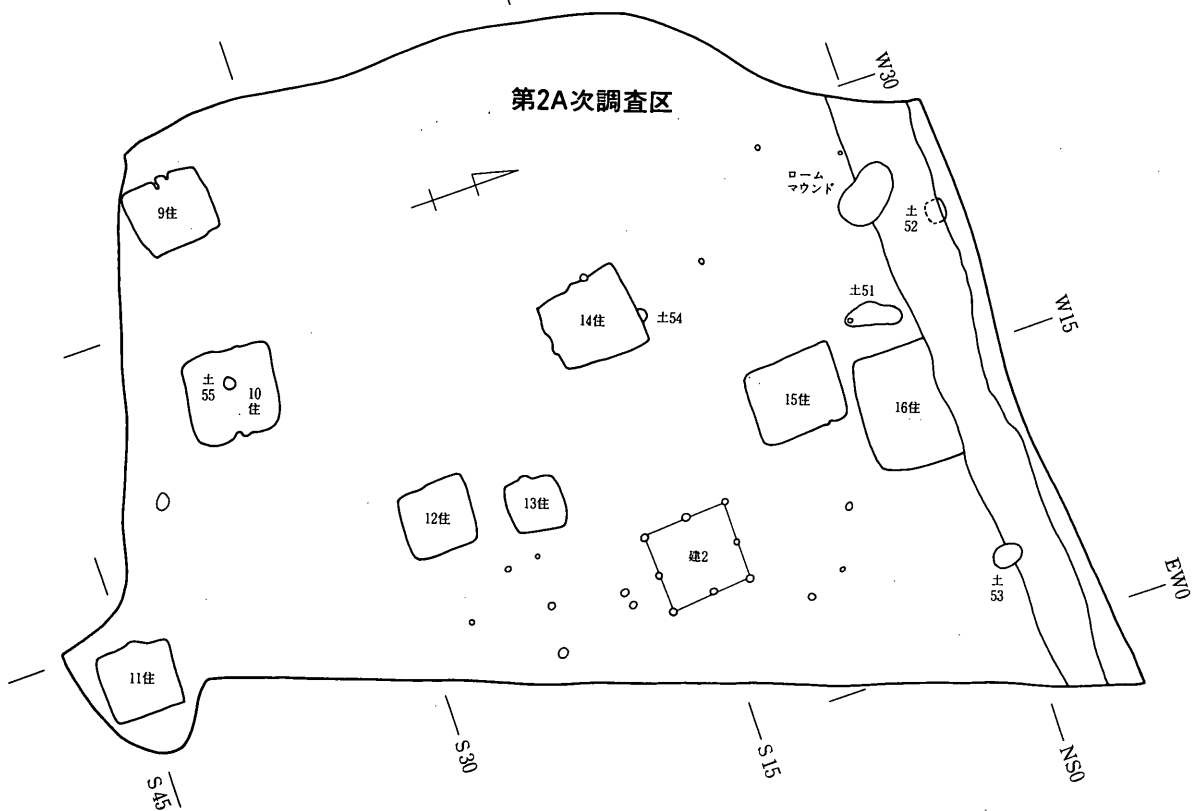 第2A次調査区
W30
ローム
マウンド
土
52
9住
土51
14住
土54
W15
土
55
10
住
15住
16住
12住
13住
建2
土
53
EW0
11住
S45
S30
S15
NS0